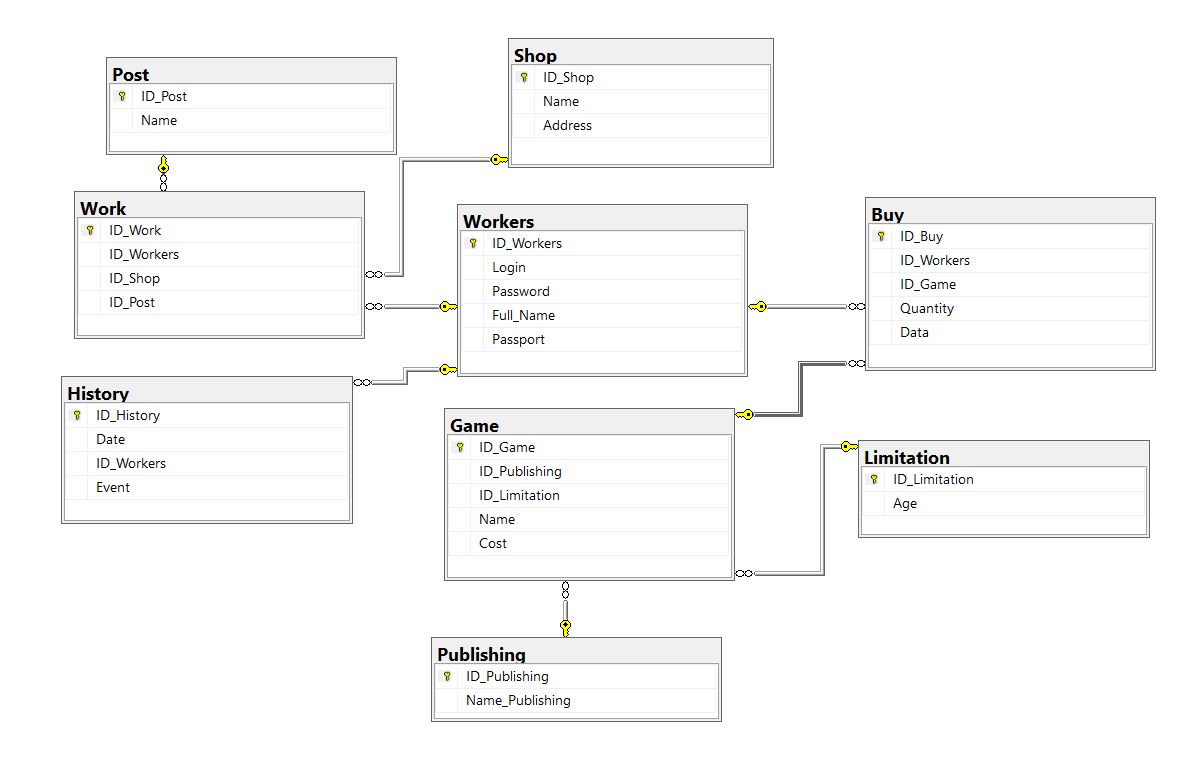 Post
ID_Post
Name
Shop
ID_Shop
Name
Address
Work
ID_Work
ID_Workers
ID_Shop
ID_Post
Workers
ID_Workers
Login
Password
Full_Name
Passport
Buy
ID_Buy
ID_Workers
ID_Game
Quantity
Data
History
ID_History
Date
ID_Workers
Event
Game
ID_Game
ID_Publishing
ID_Limitation
Name
Cost
Limitation
ID_Limitation
Age
Publishing
ID_Publishing
Name_Publishing